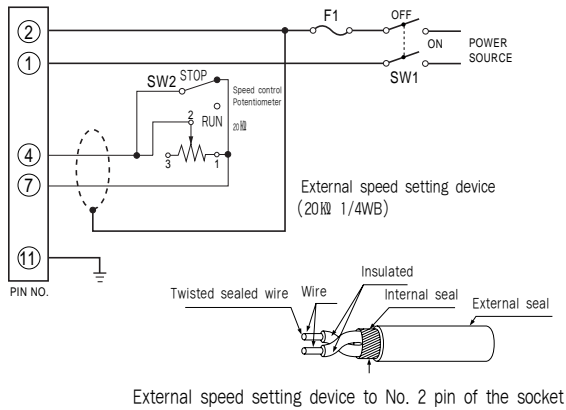 F1
OFF
ON
POWER
SOURCE
SW1
2
1
4
7
11
PIN NO.
SW2
STOP
RUN
Speed control
Potentiometer
20㏀
2
3
1
External speed setting device
(20㏀ 1/4WB)
Insulated
Twisted sealed wire
Wire
Internal seal
External seal
External speed setting device to No. 2 pin of the socket